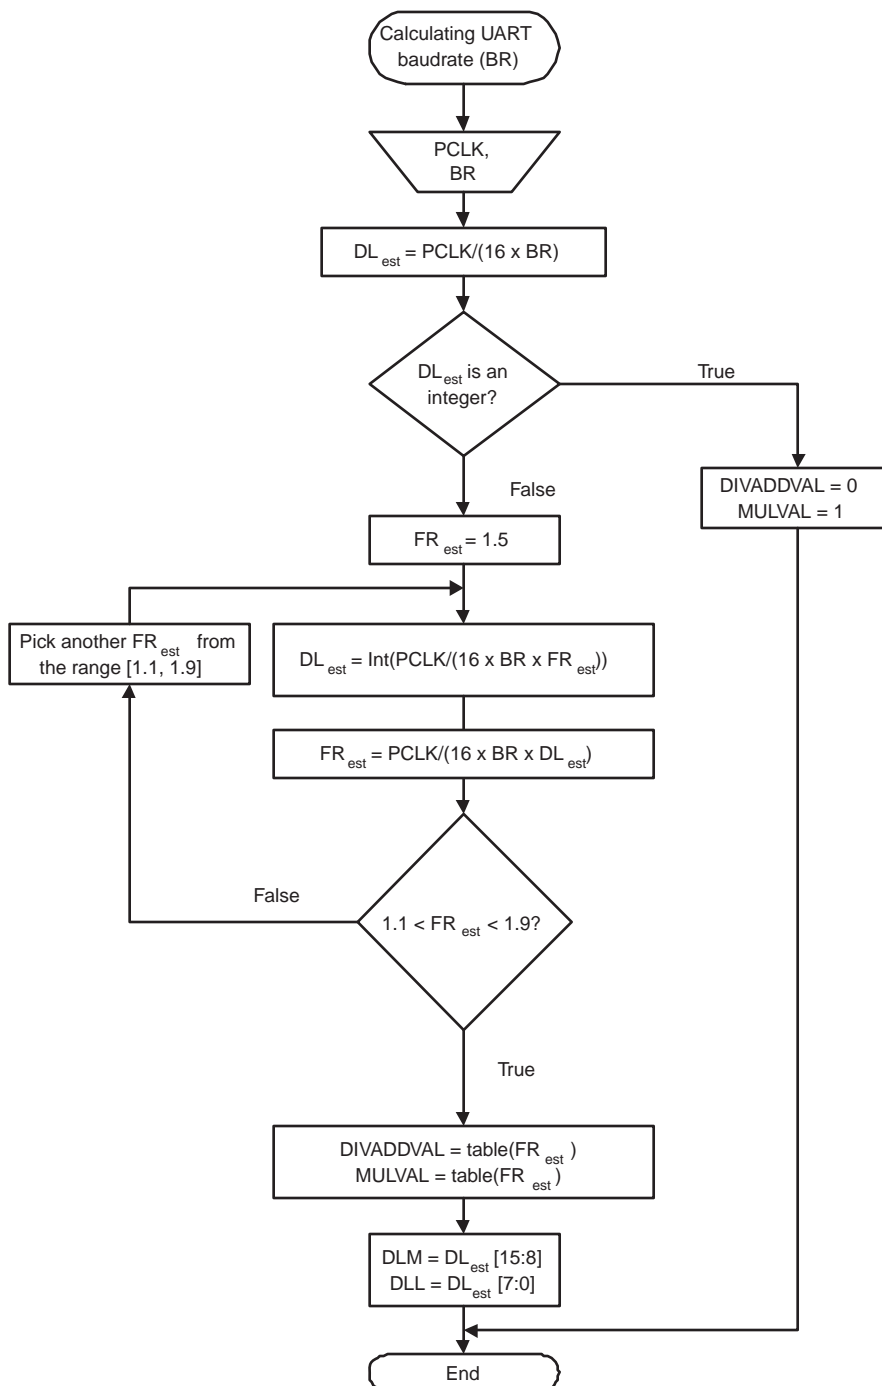 Calculating UART
baudrate (BR)
PCLK,
BR
DL est = PCLK/(16 x BR)
DL est is an
integer?
True
False
DIVADDVAL = 0
MULVAL = 1
FR est = 1.5
Pick another FR est from
the range [1.1, 1.9]
DL est = Int(PCLK/(16 x BR x FR est))
FR est = PCLK/(16 x BR x DL est)
False
1.1 < FR est < 1.9?
True
DIVADDVAL = table(FR est )
MULVAL = table(FR est )
DLM = DL est [15:8]
DLL = DL est [7:0]
End